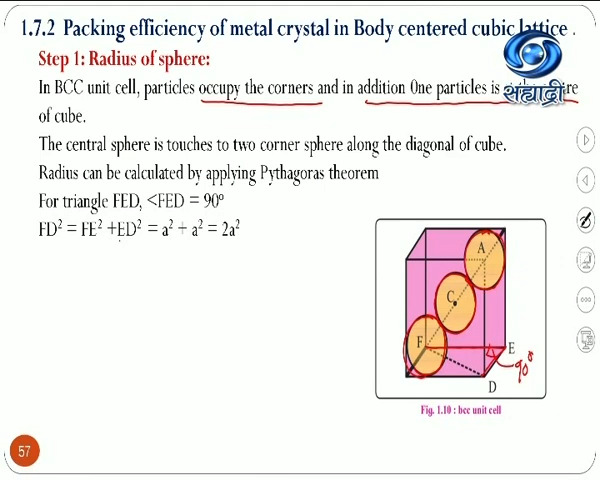 1.7.2 Packing efficiency of metal crystal in Body centered cubic lattice .
Step 1: Radius of sphere:
In BCC unit cell, particles occupy the corners and in addition One particles is
of cube.
सह्याद्री
The central sphere is touches to two corner sphere along the diagonal of cube.
Radius can be calculated by applying Pythagoras theorem
For triangle FED, <FED = 90°
FD² = FE² +ED² = a² + a² = 2a²
A
C
F
E
D
90°
Fig. 1.10 : bcc unit cell
57